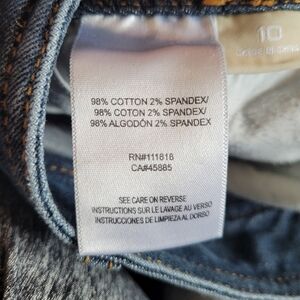 10
98% COTTON 2% SPANDEX/
98% COTON 2% SPANDEX/
98% ALGODÓN 2% SPANDEX
RN#111818
CA#45885
SEE CARE ON REVERSE
INSTRUCTIONS SUR LE LAVAGE AU VERSO
INSTRUCCIONES DE LIMPIEZA AL DORSO